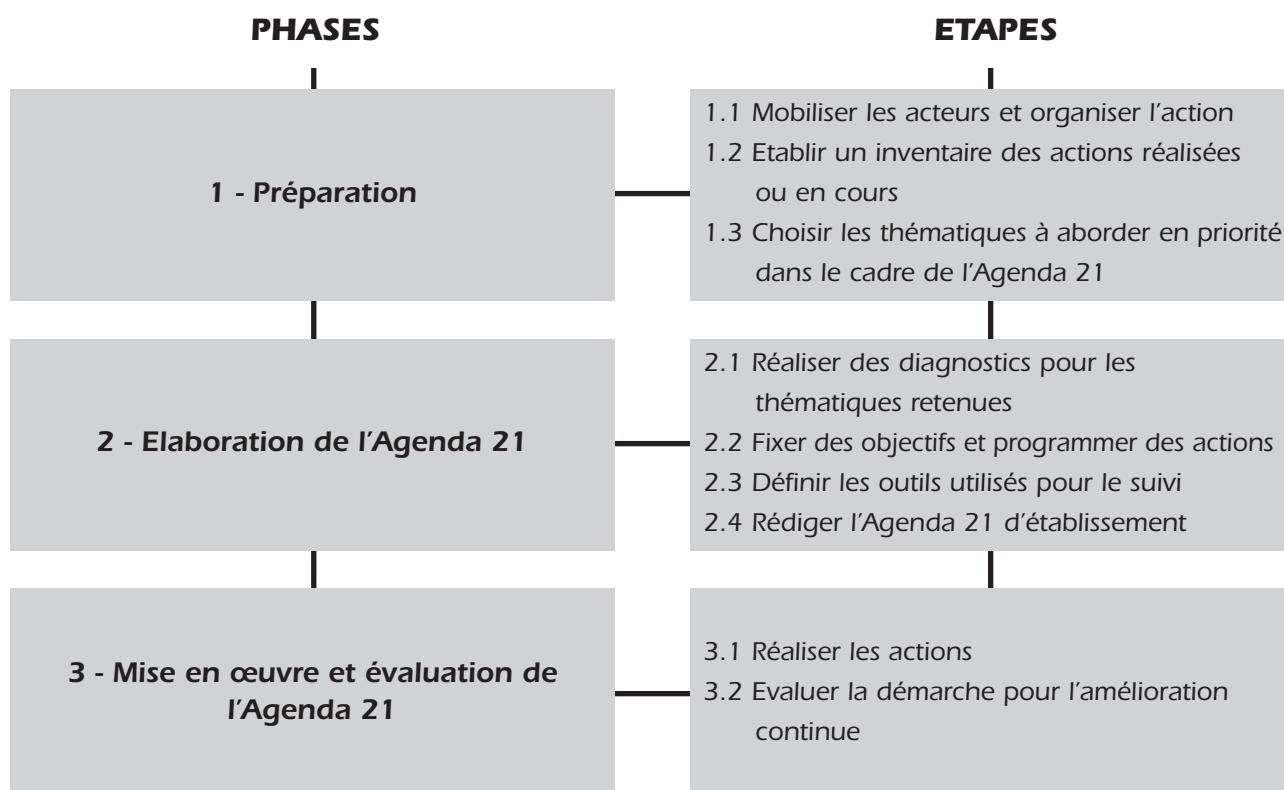 PHASES
ETAPES
1 - Préparation
1.1 Mobiliser les acteurs et organiser l’action
1.2 Etablir un inventaire des actions réalisées
ou en cours
1.3 Choisir les thématiques à aborder en priorité
dans le cadre de l’Agenda 21
2 - Elaboration de l’Agenda 21
2.1 Réaliser des diagnostics pour les
thématiques retenues
2.2 Fixer des objectifs et programmer des actions
2.3 Définir les outils utilisés pour le suivi
2.4 Rédiger l’Agenda 21 d’établissement
3 - Mise en œuvre et évaluation de
l’Agenda 21
3.1 Réaliser les actions
3.2 Evaluer la démarche pour l’amélioration
continue